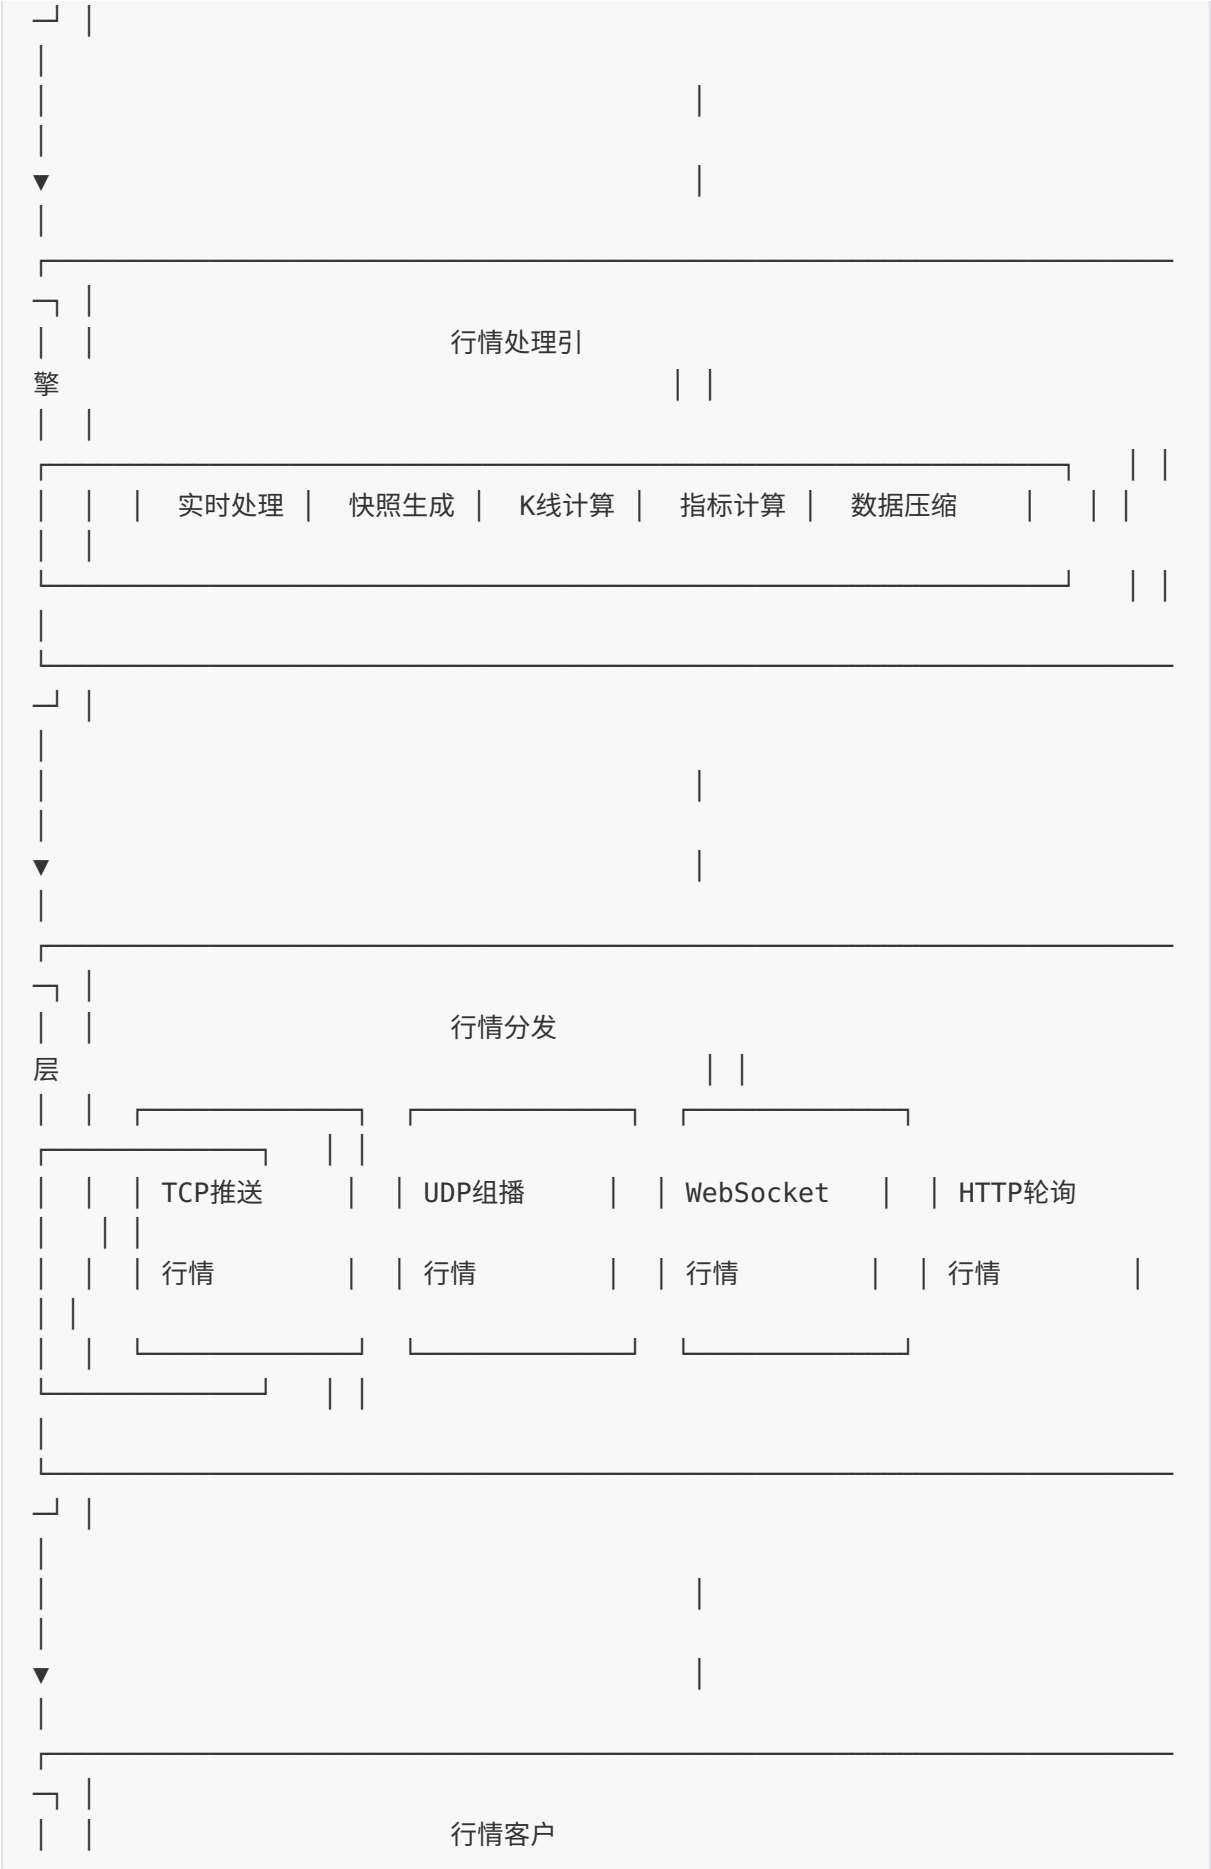 行情处理引
擎
实时处理 │ 快照生成 │ K线计算 │ 指标计算 │ 数据压缩
行情分发
层
TCP推送 │ │ UDP组播 │ │ WebSocket │ │ HTTP轮询
行情 │ │ 行情 │ │ 行情 │ │ 行情
行情客户